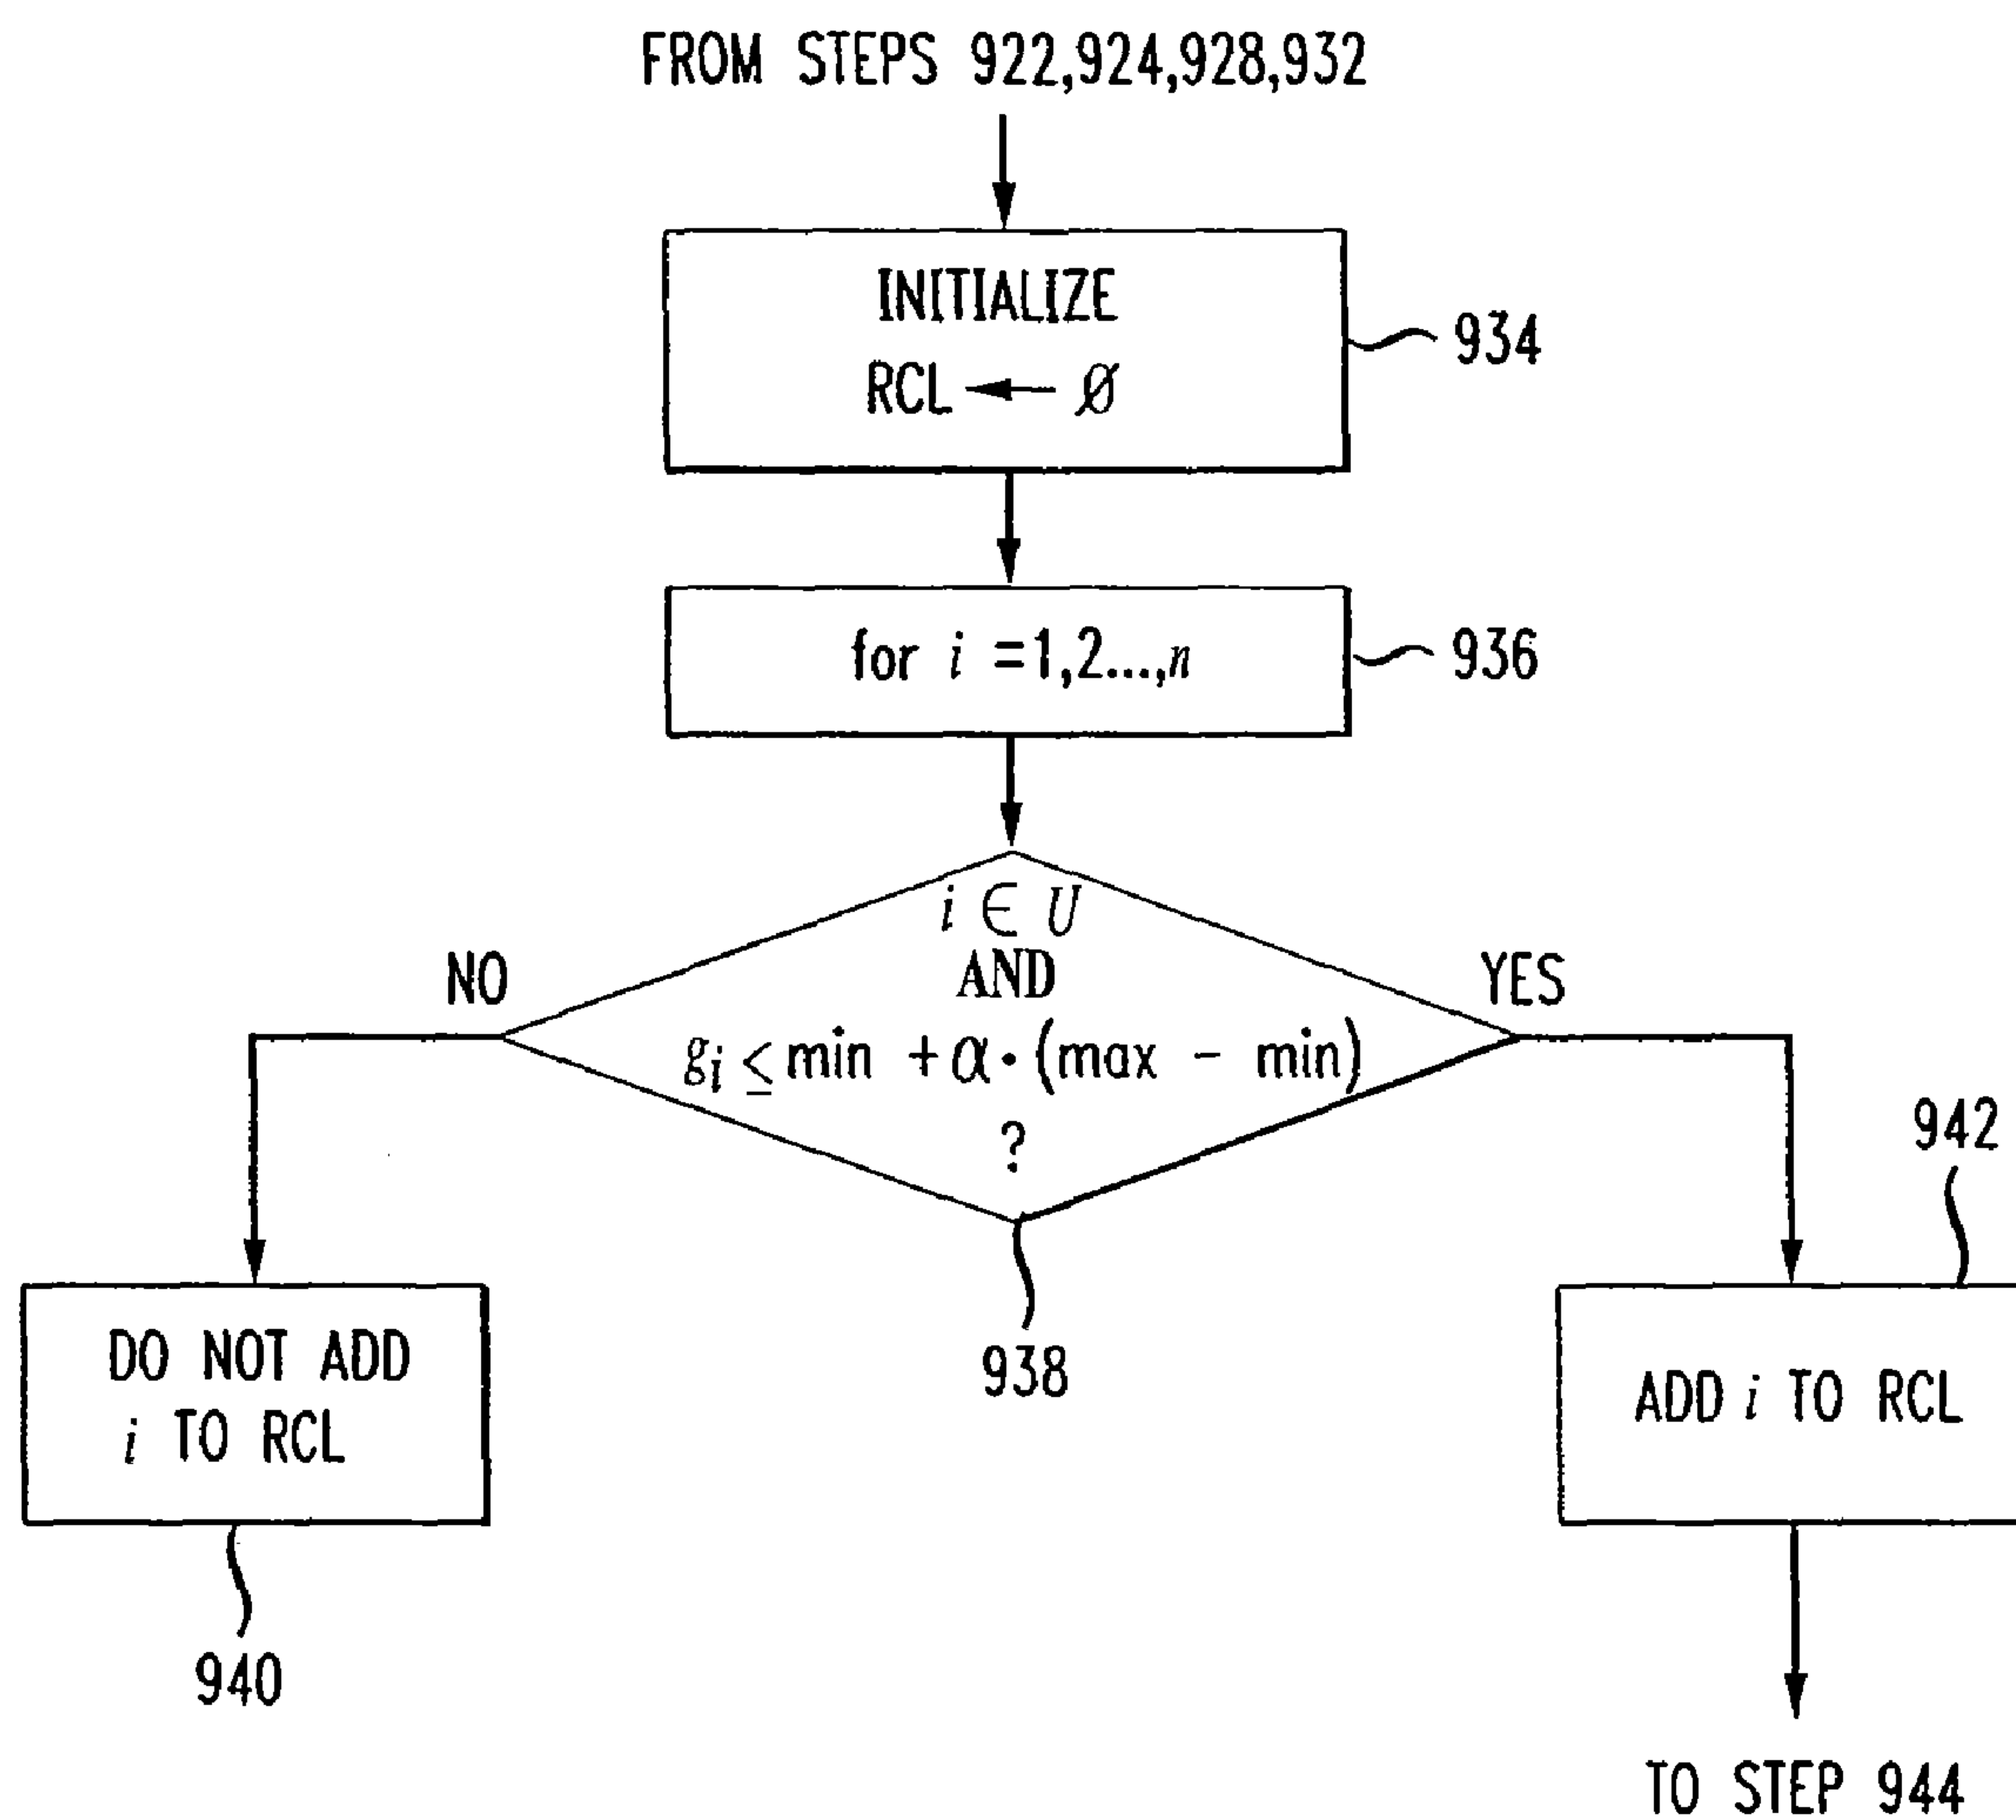 FROM STEPS 922,924,928,932
INITIALIZE
RCL ← Ø
934
for i =1,2...,n
936
i ∈ U
AND
NO
YES
gi ≤ min + α·(max - min)
?
942
938
DO NOT ADD
i TO RCL
ADD i TO RCL
940
TO STEP 944